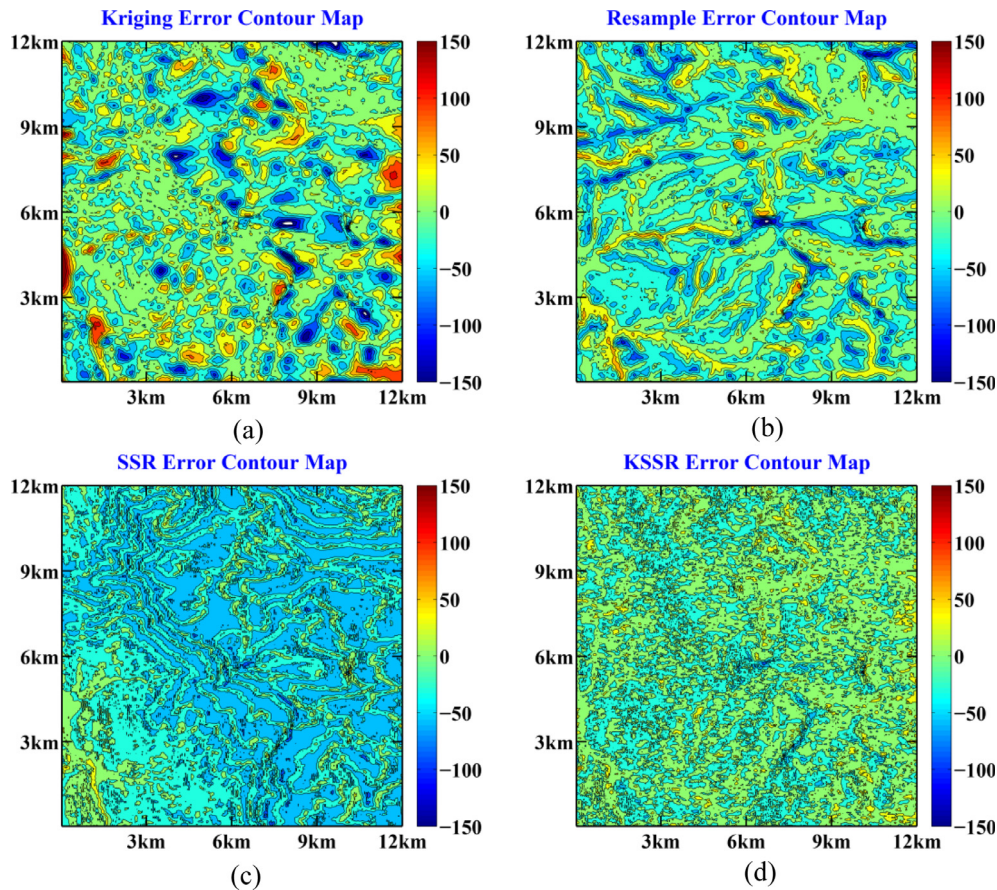 Kriging Error Contour Map
12km
9km
6km
3km
3km 6km 9km 12km
150
100
50
0
−50
−100
−150
(a)
Resample Error Contour Map
12km
9km
6km
3km
3km 6km 9km 12km
150
100
50
0
−50
−100
−150
(b)
SSR Error Contour Map
12km
9km
6km
3km
3km 6km 9km 12km
150
100
50
0
−50
−100
−150
(c)
KSSR Error Contour Map
12km
9km
6km
3km
3km 6km 9km 12km
150
100
50
0
−50
−100
−150
(d)